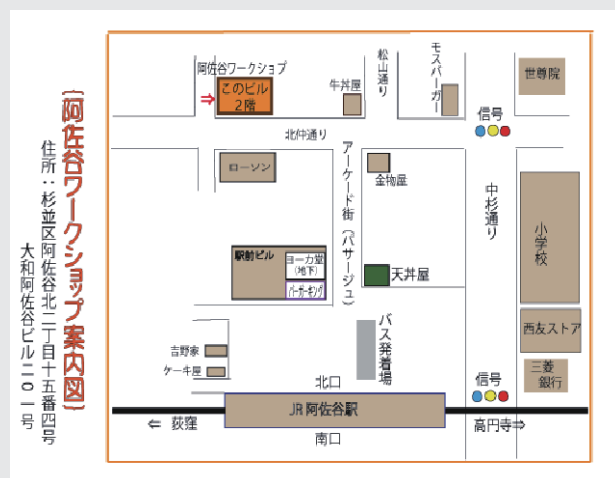 【阿佐谷ワークショップ案内図】
住所：杉並区阿佐谷北二丁目十五番四号
大和阿佐谷ビル二〇一号
阿佐谷ワークショップ
⇒
このビル
2階
牛丼屋
松山通り
モスバーガー
世尊院
信号
北仲通り
ローソン
アーケード街（パサージュ）
金物屋
中杉通り
小学校
駅前ビル
ヨーカ堂
(地下)
バーガーキング
天丼屋
吉野家
ケーキ屋
バス発着場
西友ストア
三菱
銀行
信号
北口
JR 阿佐谷駅
⇐ 荻窪
高円寺⇒
南口